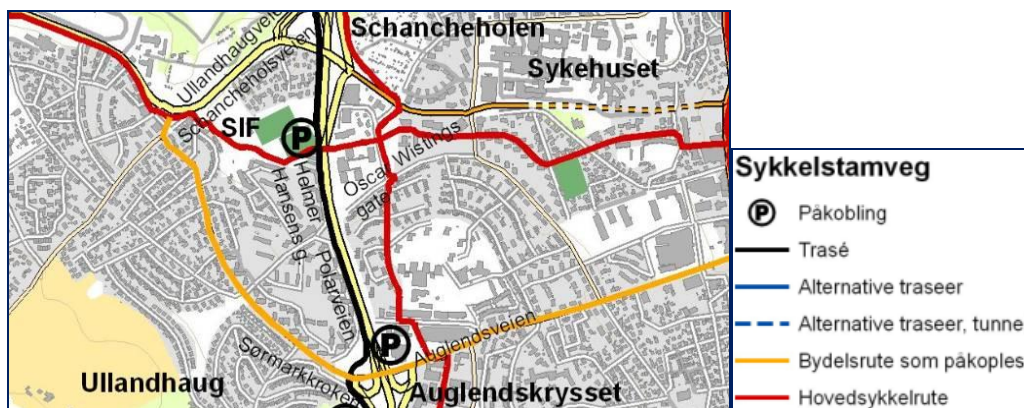 Schancheholen
Ullandhaugveien
Schancheholsveien
Sykehuset
SIF
P
Oscar Wistings
gate
Helmer
Hansens g.
Polarveien
P
Auglendsveien
Sørmarkkroken
Ullandhaug
Auglendskrysset
Sykkelstamveg
P Påkobling
Trasé
Alternative traseer
Alternative traseer, tunne
Bydelsrute som påkoples
Hovedsykkelrute